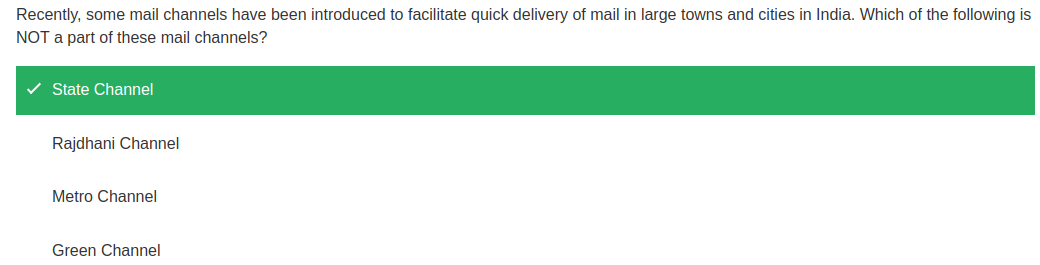 Recently, some mail channels have been introduced to facilitate quick delivery of mail in large towns and cities in India. Which of the following is
NOT a part of these mail channels?
State Channel
Rajdhani Channel
Metro Channel
Green Channel